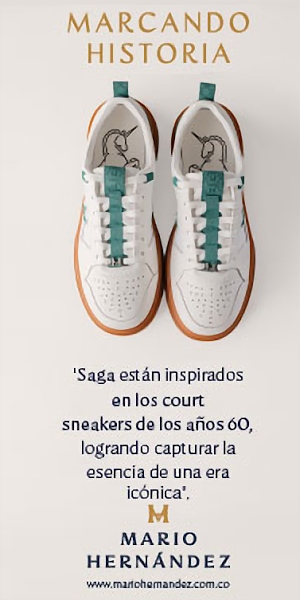 MARCANDO
HISTORIA
"Saga están inspirados
en los court
sneakers de los años 60,
logrando capturar la
esencia de una era
icónica".
M
MARIO
HERNÁNDEZ
www.mariohernandez.com.co